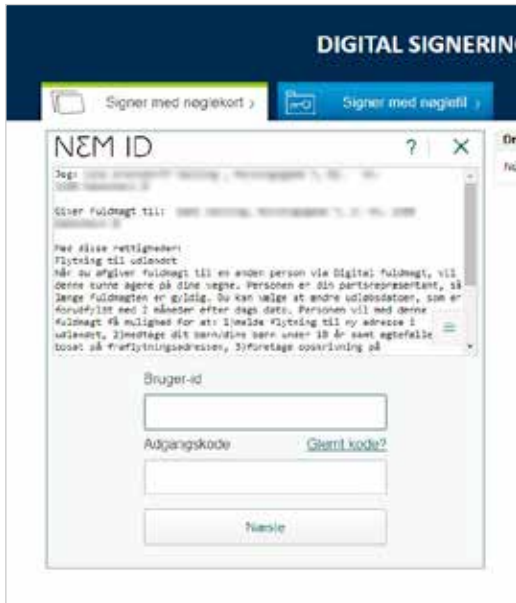 DIGITAL SIGNERING
Signer med nøglekort ›
Signer med nøglefil ›
NEM ID
?
Jeg:
Giver fuldmagt til:
Med disse rettigheder:
Flytning til udlandet
Når du afgiver fuldmagt til en anden person via Digital fuldmagt, vil
denne kunne agere på dine vegne. Personen er din partsrepræsentant, så
længe fuldmagten er gyldig. Du kan vælge at ændre udløbsdatoen, som er
forudfyldt med 2 måneder efter dags dato. Personen vil med denne
fuldmagt få mulighed for at: 1)melde flytning til ny adresse i
udlandet, 2)medtage dit barn/dine børn under 18 år samt ægtefælle
bosat på fraflytningsadressen, 3)foretage opskrivning på
Bruger-id
Adgangskode
Glemt kode?
Næste